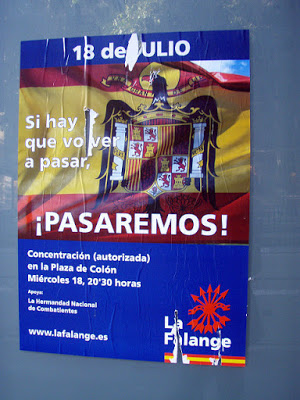 18 de JULIO
Si hay
que volver
a pasar,
¡PASAREMOS!
Concentración (autorizada)
en la Plaza de Colón
Miércoles 18, 20'30 horas
Apoya:
La Hermandad Nacional
de Combatientes
www.lafalange.es
La
Falange